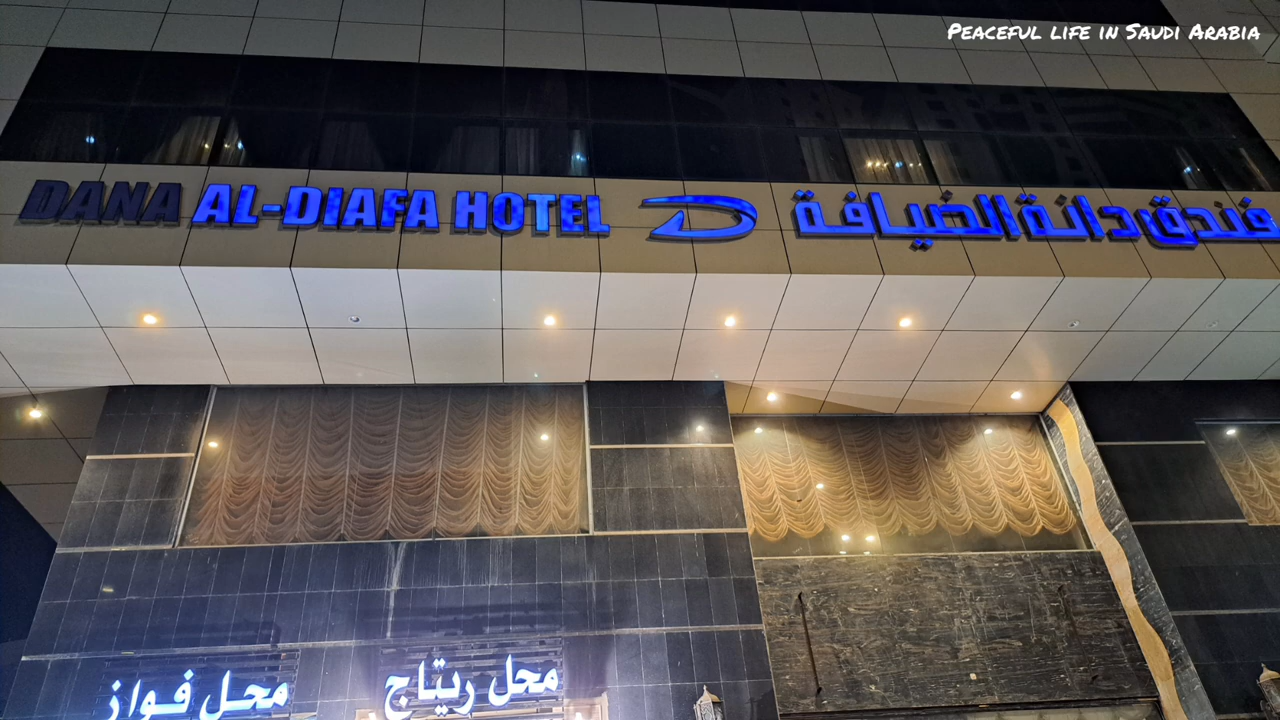 Peaceful life in Saudi Arabia
DANA AL-DIAFA HOTEL
فندق دانة الضيافة
محل ريتاج
محل فواز